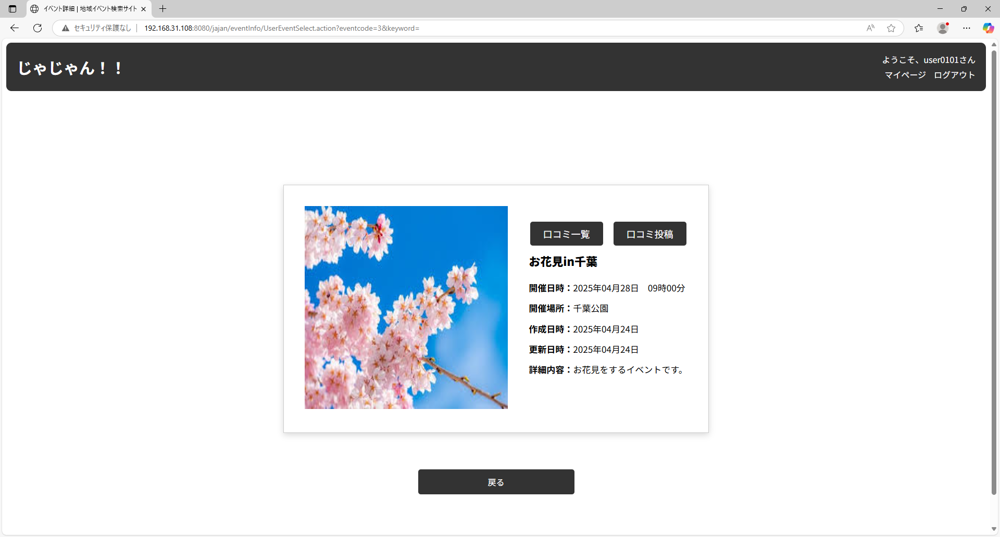 イベント詳細 | 地域イベント検索サイト
セキュリティ保護なし
192.168.31.108:8080/jajan/eventInfo/UserEventSelect.action?eventcode=3&keyword=
じゃじゃん！！
ようこそ、user0101さん
マイページ ログアウト
口コミ一覧 口コミ投稿
お花見in千葉
開催日時：2025年04月28日　09時00分
開催場所：千葉公園
作成日時：2025年04月24日
更新日時：2025年04月24日
詳細内容：お花見をするイベントです。
戻る